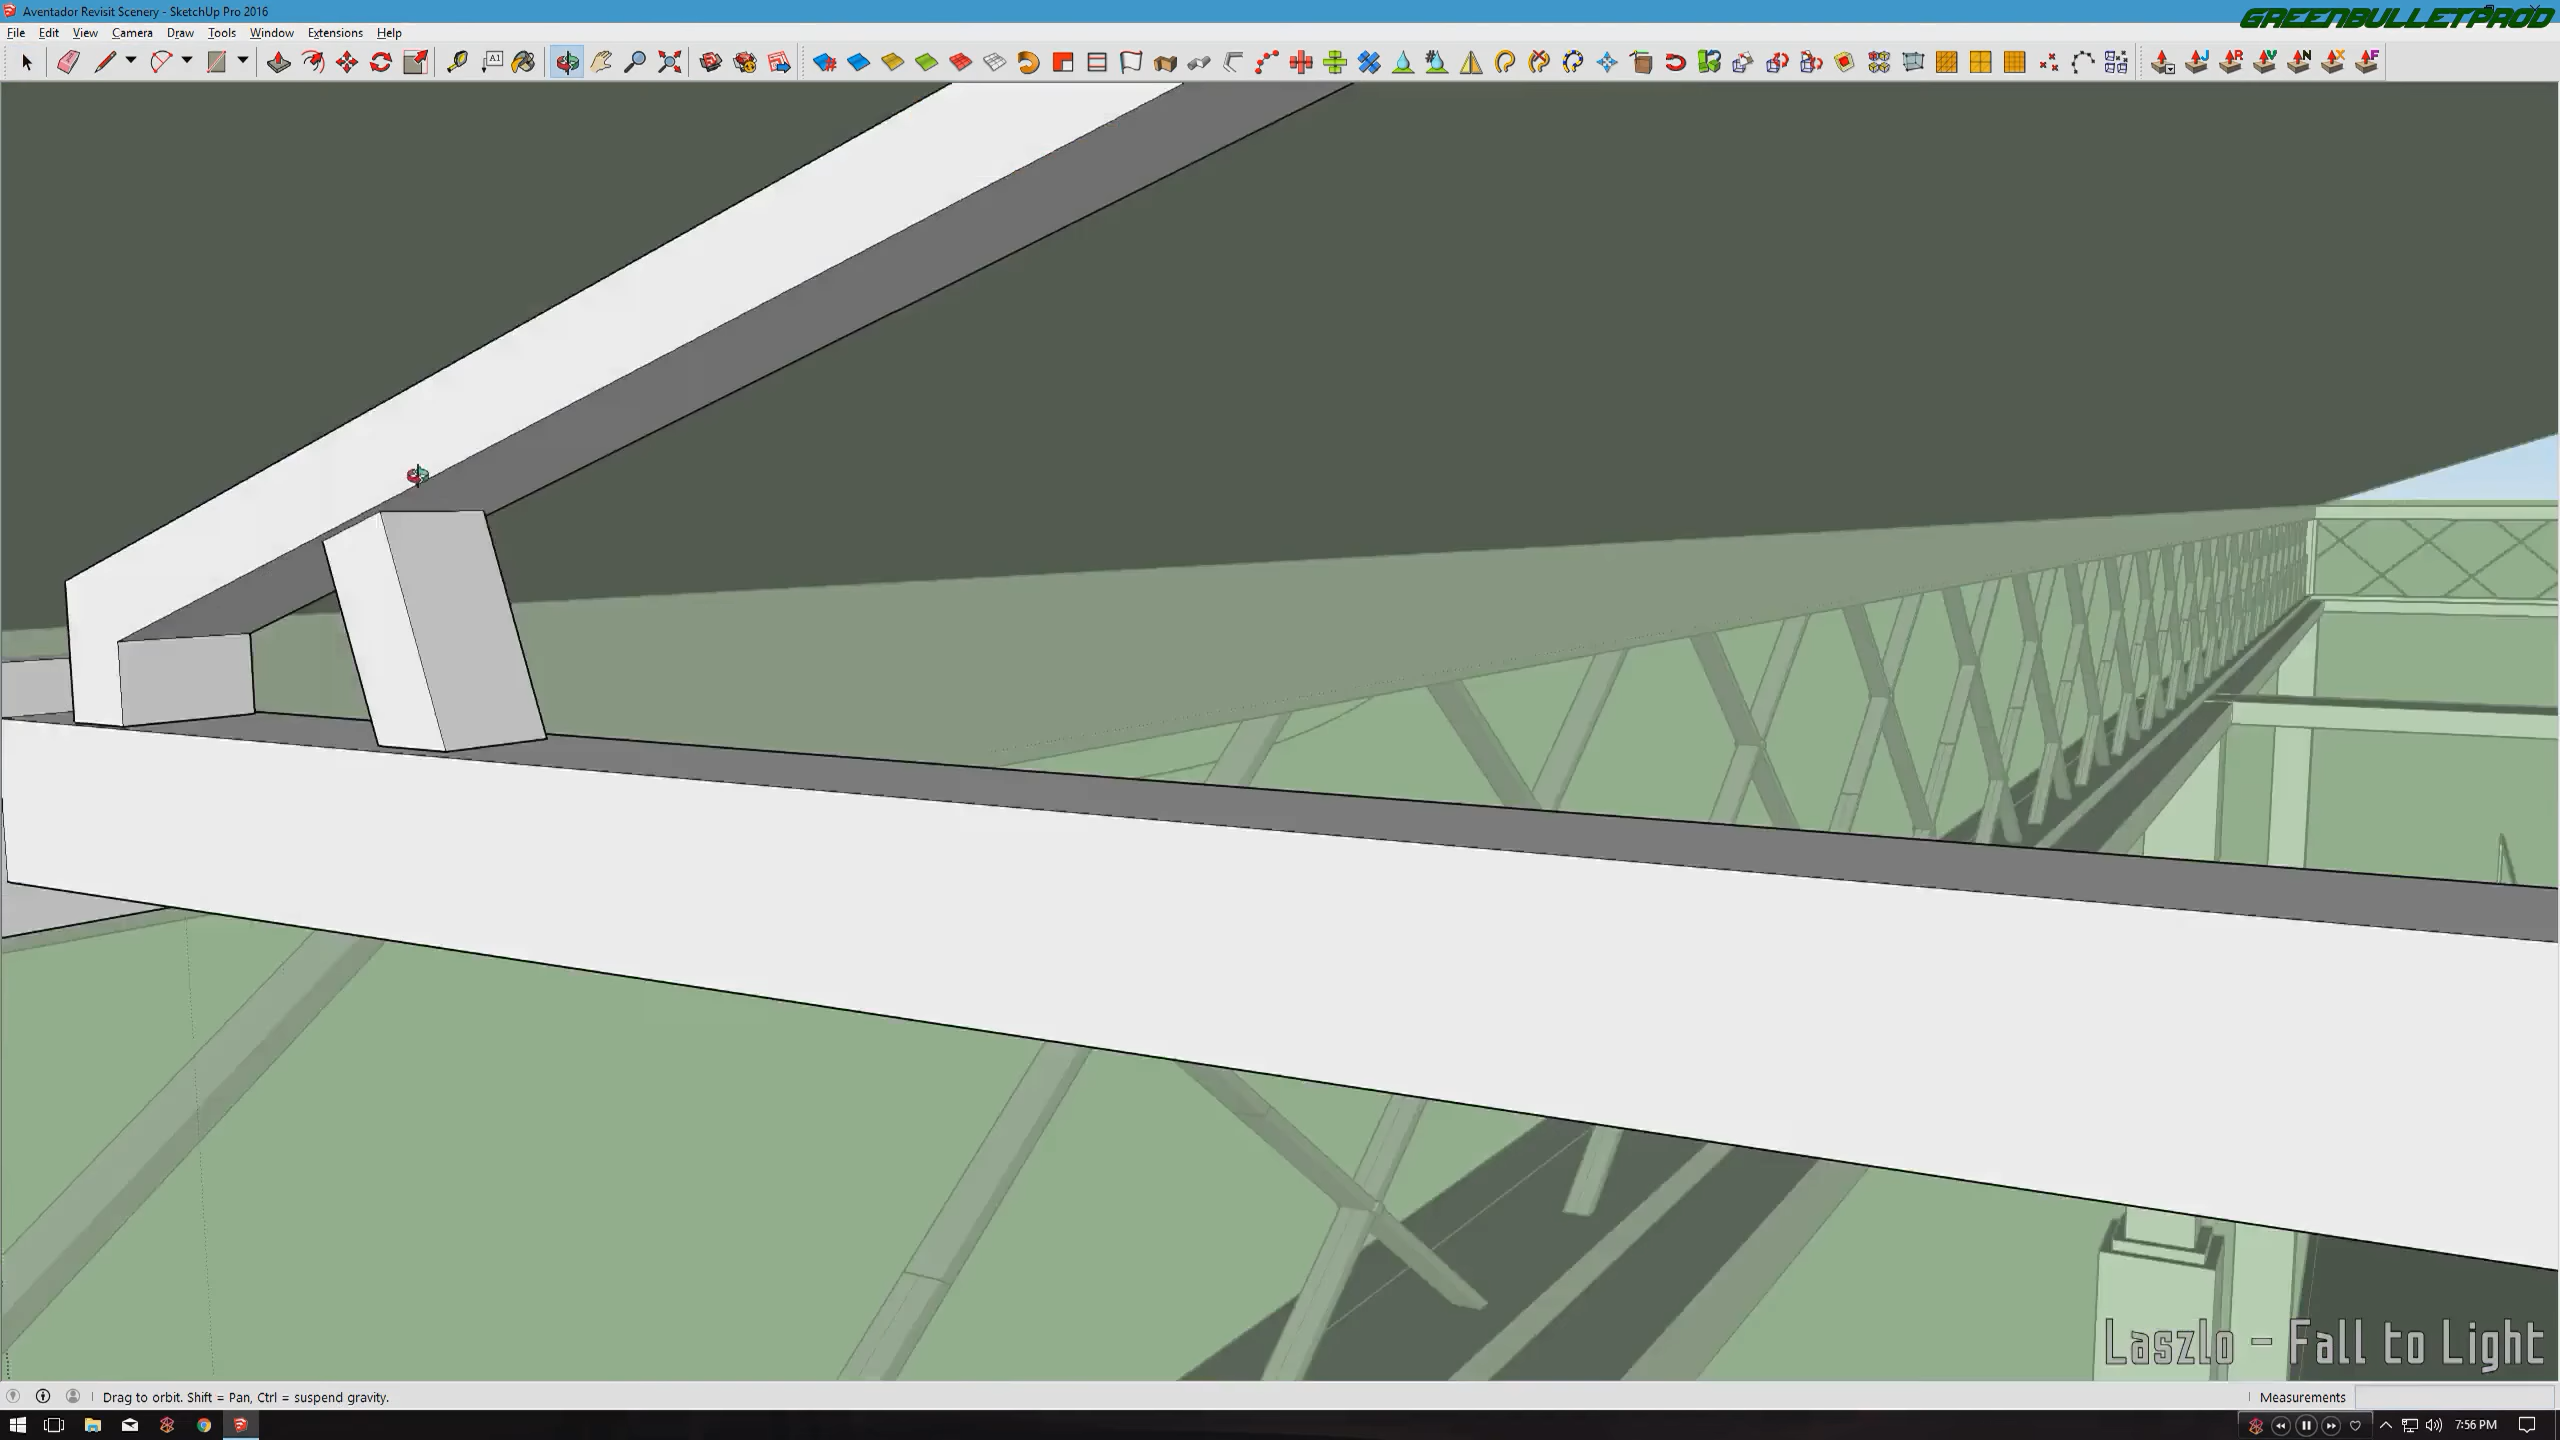 Aventador Revisit Scenery - SketchUp Pro 2016
GREENBULLETPROD
File Edit View Camera Draw Tools Window Extensions Help
A1
J R V N X F
Laszlo - Fall to Light
Drag to orbit. Shift = Pan, Ctrl = suspend gravity.
Measurements
7:56 PM